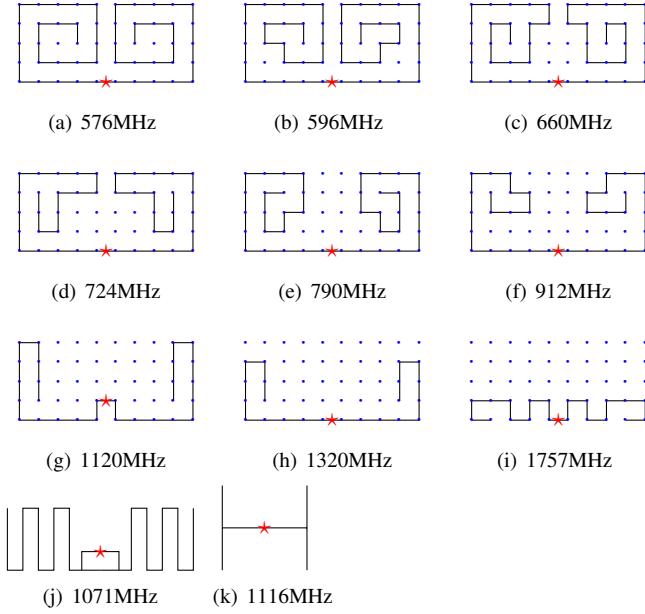 (a) 576MHz
(b) 596MHz
(c) 660MHz
(d) 724MHz
(e) 790MHz
(f) 912MHz
(g) 1120MHz
(h) 1320MHz
(i) 1757MHz
(j) 1071MHz
(k) 1116MHz